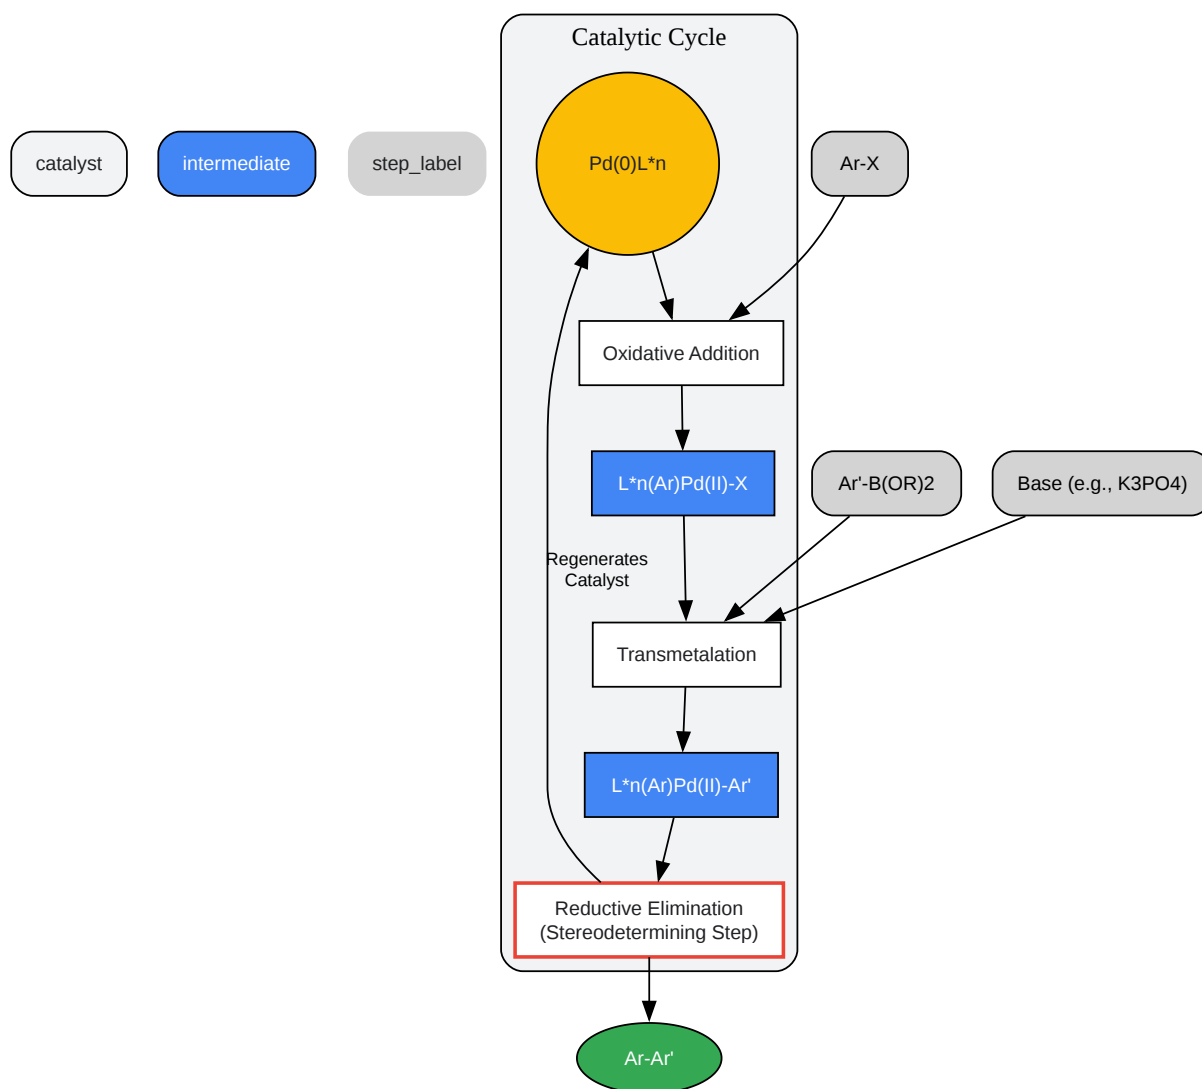 Catalytic Cycle
catalyst
intermediate
step_label
Pd(0)L*n
Ar-X
Oxidative Addition
L*n(Ar)Pd(II)-X
Ar'-B(OR)2
Base (e.g., K3PO4)
Regenerates
Catalyst
Transmetalation
L*n(Ar)Pd(II)-Ar'
Reductive Elimination
(Stereodetermining Step)
Ar-Ar'